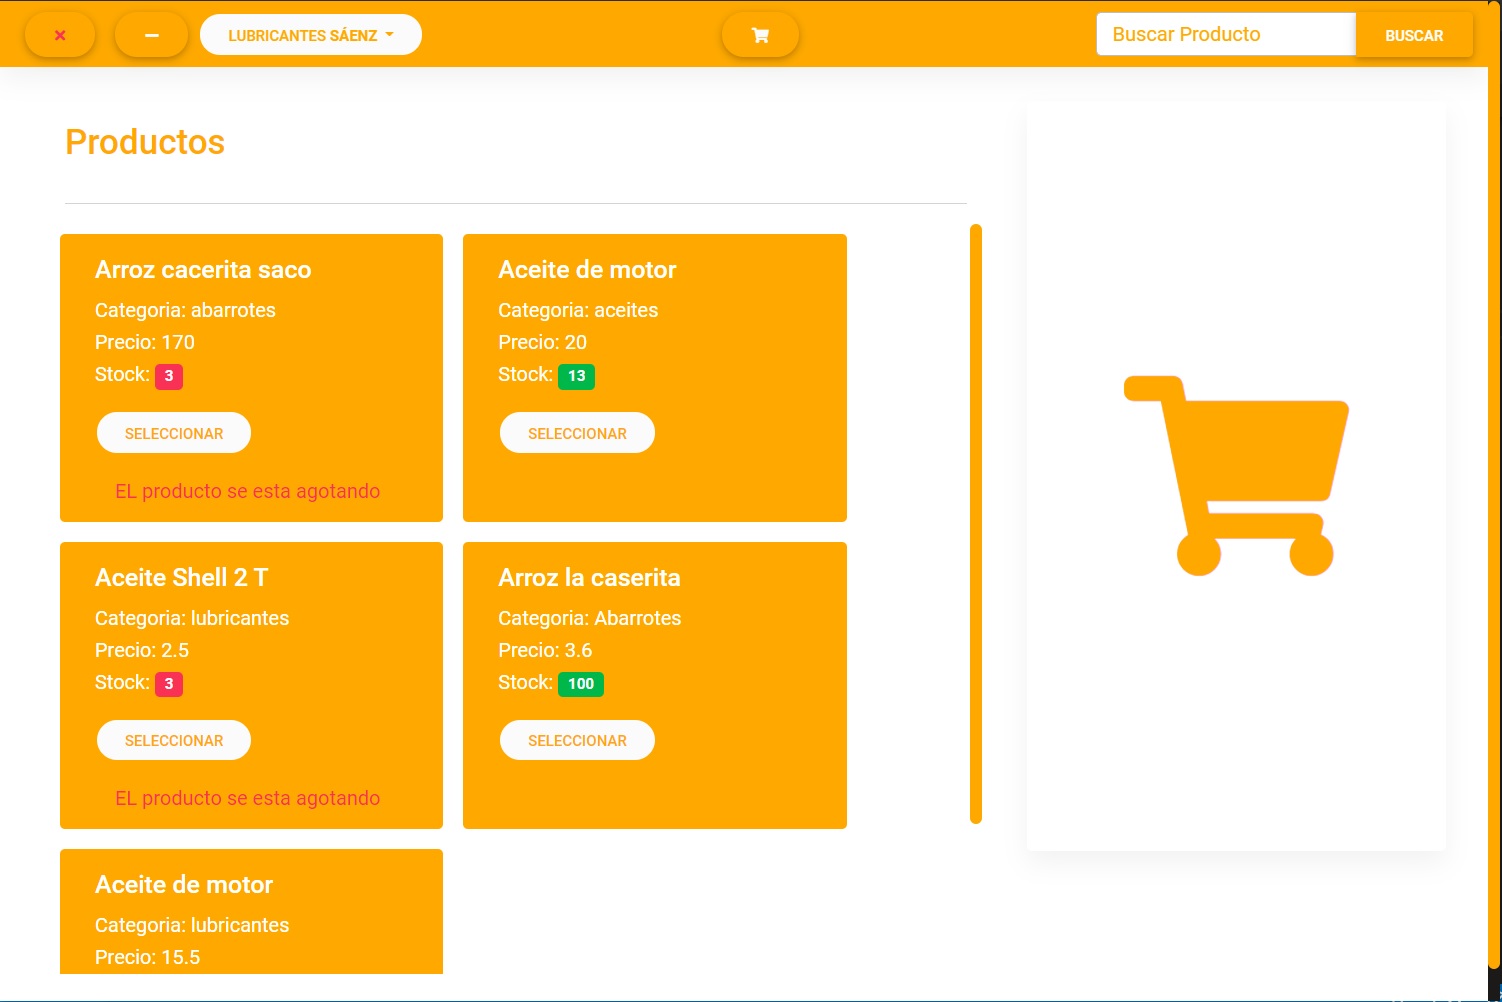 LUBRICANTES SÁENZ
Buscar Producto
BUSCAR
Productos
Arroz cacerita saco
Categoria: abarrotes
Precio: 170
Stock: 3
SELECCIONAR
EL producto se esta agotando
Aceite de motor
Categoria: aceites
Precio: 20
Stock: 13
SELECCIONAR
Aceite Shell 2 T
Categoria: lubricantes
Precio: 2.5
Stock: 3
SELECCIONAR
EL producto se esta agotando
Arroz la caserita
Categoria: Abarrotes
Precio: 3.6
Stock: 100
SELECCIONAR
Aceite de motor
Categoria: lubricantes
Precio: 15.5